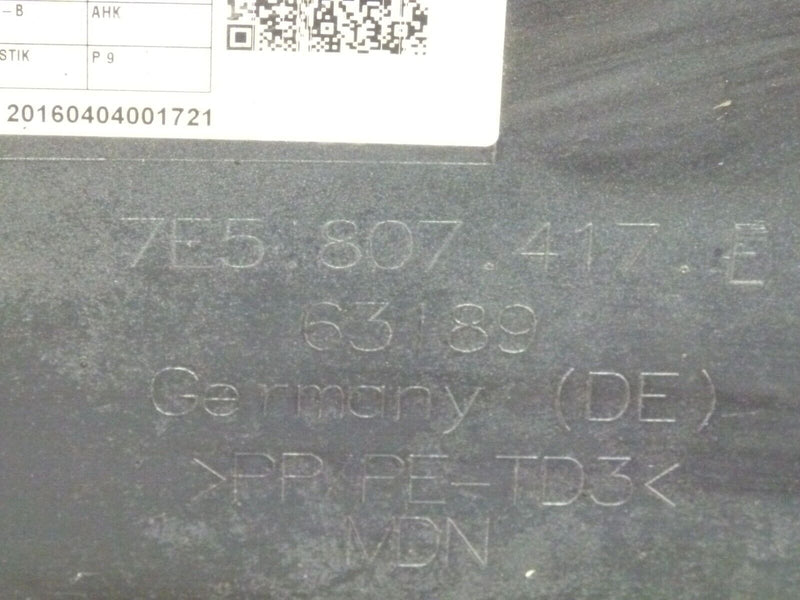 -B AHK
STIK P 9
20160404001721
7E5.807.417.E
63189
Germany (DE)
>PP/PE-TD3<
MDN